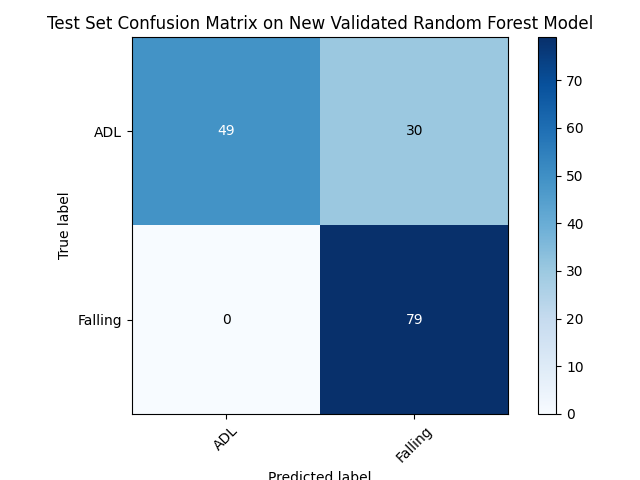 Test Set Confusion Matrix on New Validated Random Forest Model
ADL
49
30
Falling
0
79
True label
ADL
Falling
Predicted label
70
60
50
40
30
20
10
0